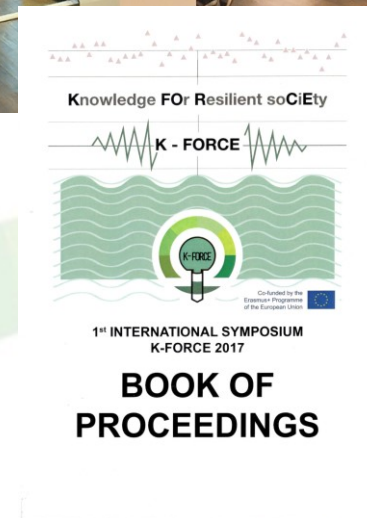 Knowledge FOr Resilient soCiEty
K - FORCE
K-FORCE
Co-funded by the
Erasmus+ Programme
of the European Union
1st INTERNATIONAL SYMPOSIUM
K-FORCE 2017
BOOK OF
PROCEEDINGS